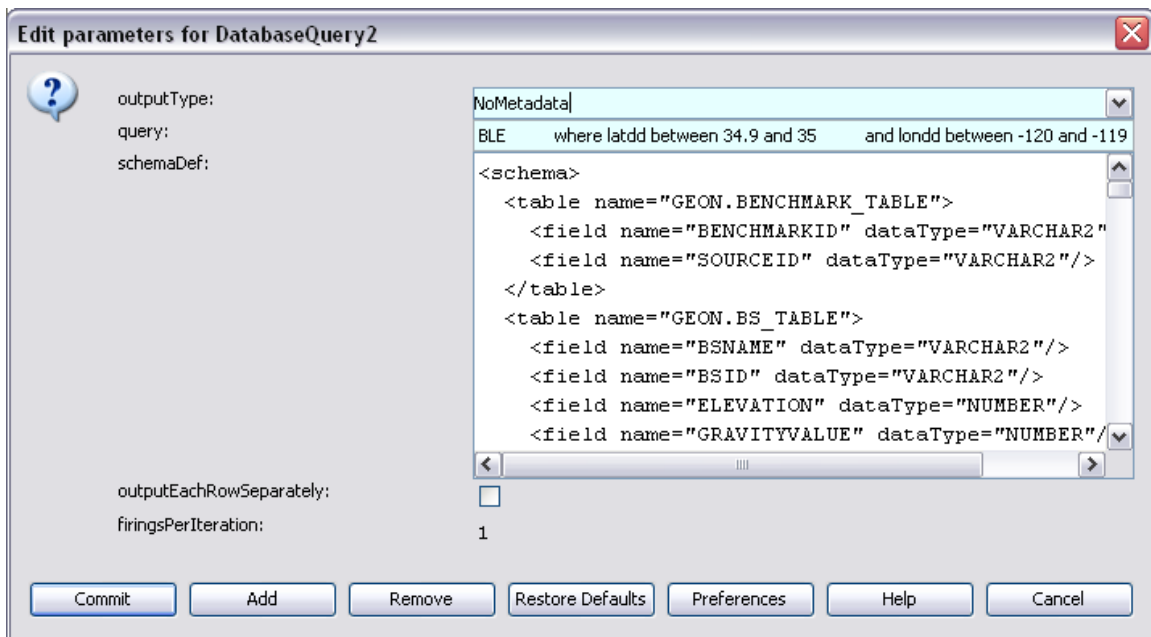 Edit parameters for DatabaseQuery2
outputType:
NoMetadata
query:
BLE where latdd between 34.9 and 35 and londd between -120 and -119
schemaDef:
<schema>
<table name="GEON.BENCHMARK_TABLE">
<field name="BENCHMARKID" dataType="VARCHAR2"
<field name="SOURCEID" dataType="VARCHAR2"/>
</table>
<table name="GEON.BS_TABLE">
<field name="BSNAME" dataType="VARCHAR2"/>
<field name="BSID" dataType="VARCHAR2"/>
<field name="ELEVATION" dataType="NUMBER"/>
<field name="GRAVITYVALUE" dataType="NUMBER"/
outputEachRowSeparately:
firingsPerIteration:
1
Commit Add Remove Restore Defaults Preferences Help Cancel